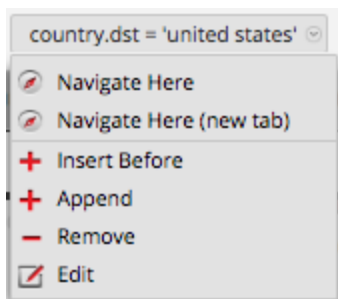 country.dst = 'united states'
Navigate Here
Navigate Here (new tab)
Insert Before
Append
Remove
Edit